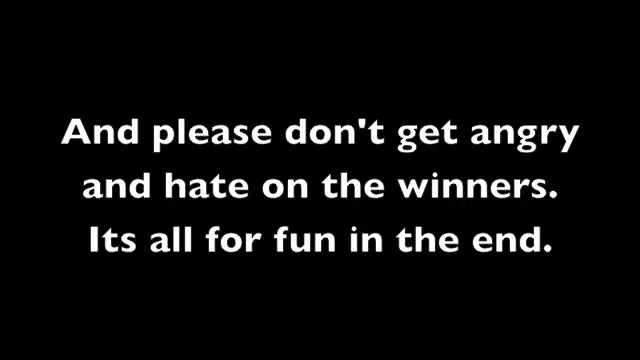 And please don't get angry
and hate on the winners.
Its all for fun in the end.